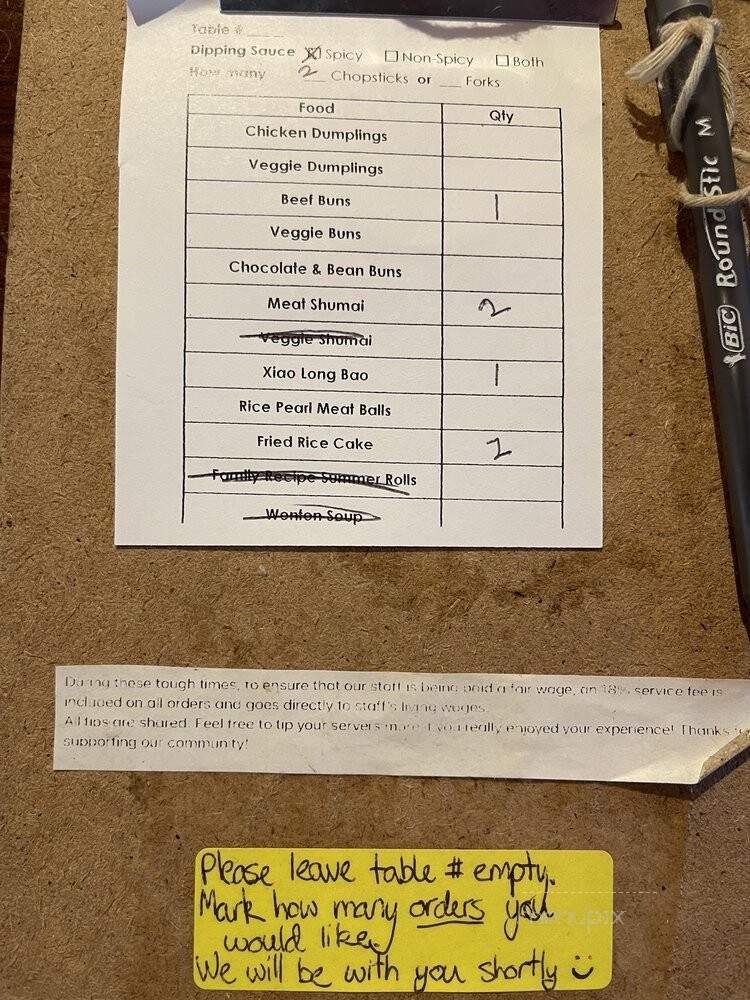 Table # ____
Dipping Sauce ☒ Spicy ☐ Non-Spicy ☐ Both
How many 2 Chopsticks or __ Forks
Food Qty
Chicken Dumplings
Veggie Dumplings
Beef Buns 1
Veggie Buns
Chocolate & Bean Buns
Meat Shumai 2
Veggie Shumai
Xiao Long Bao 1
Rice Pearl Meat Balls
Fried Rice Cake 2
Family Recipe Summer Rolls
Wonton Soup
BIC Round Stic M
During these tough times, to ensure that our staff is being paid a fair wage, an 18% service fee is
included on all orders and goes directly to staff's living wages.
All tips are shared. Feel free to tip your servers more if you really enjoyed your experience! Thanks
supporting our community!
Please leave table # empty.
Mark how many orders you
would like.
We will be with you shortly :)